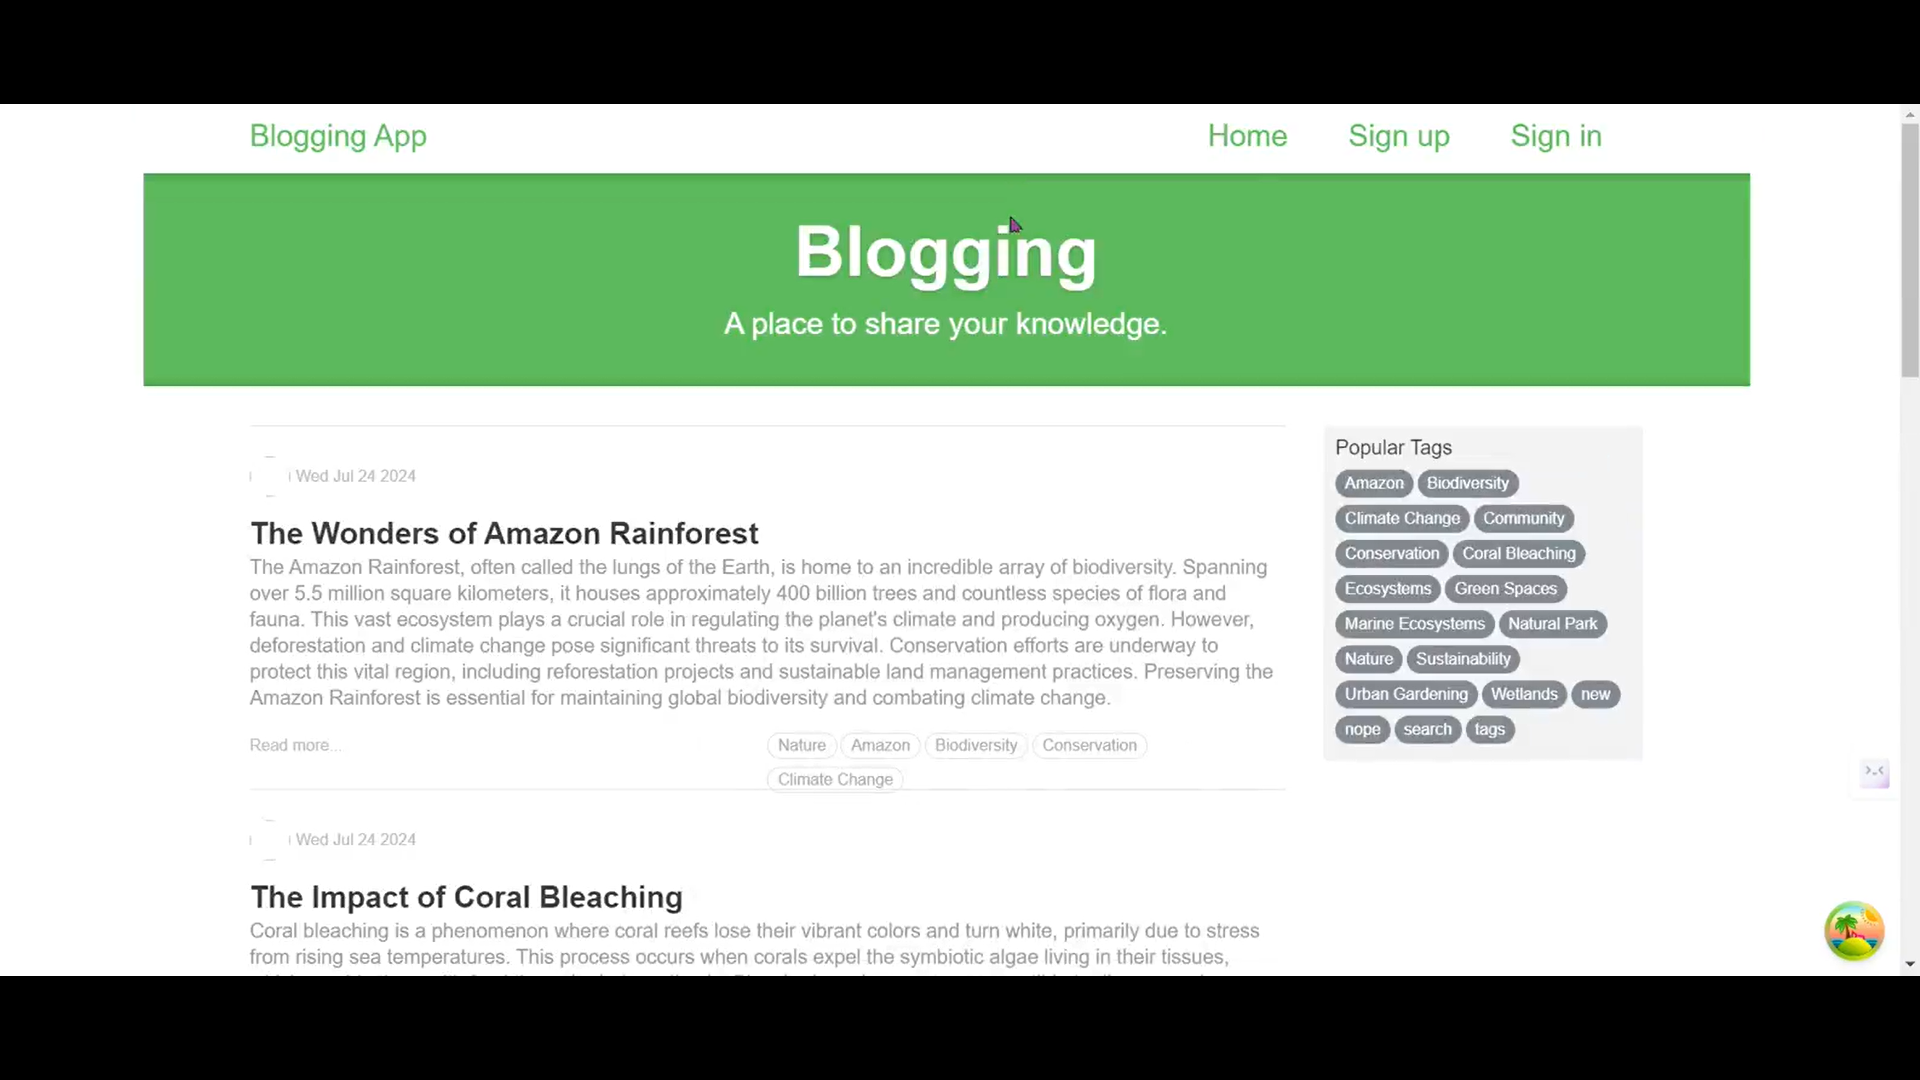 Blogging App
Home
Sign up
Sign in
Blogging
A place to share your knowledge.
Wed Jul 24 2024
The Wonders of Amazon Rainforest
The Amazon Rainforest, often called the lungs of the Earth, is home to an incredible array of biodiversity. Spanning
over 5.5 million square kilometers, it houses approximately 400 billion trees and countless species of flora and
fauna. This vast ecosystem plays a crucial role in regulating the planet's climate and producing oxygen. However,
deforestation and climate change pose significant threats to its survival. Conservation efforts are underway to
protect this vital region, including reforestation projects and sustainable land management practices. Preserving the
Amazon Rainforest is essential for maintaining global biodiversity and combating climate change.
Read more...
Nature Amazon Biodiversity Conservation
Climate Change
Wed Jul 24 2024
The Impact of Coral Bleaching
Coral bleaching is a phenomenon where coral reefs lose their vibrant colors and turn white, primarily due to stress
from rising sea temperatures. This process occurs when corals expel the symbiotic algae living in their tissues,
Popular Tags
Amazon Biodiversity
Climate Change Community
Conservation Coral Bleaching
Ecosystems Green Spaces
Marine Ecosystems Natural Park
Nature Sustainability
Urban Gardening Wetlands new
nope search tags